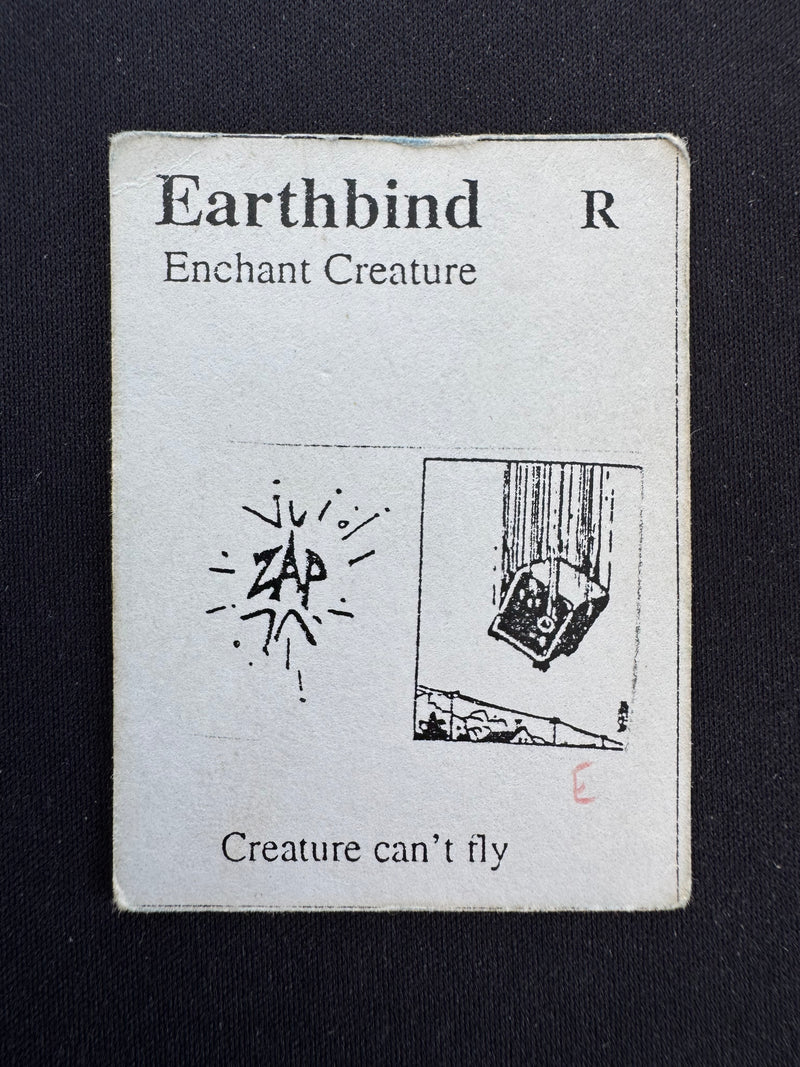 Earthbind R
Enchant Creature
ZAP
E
Creature can't fly